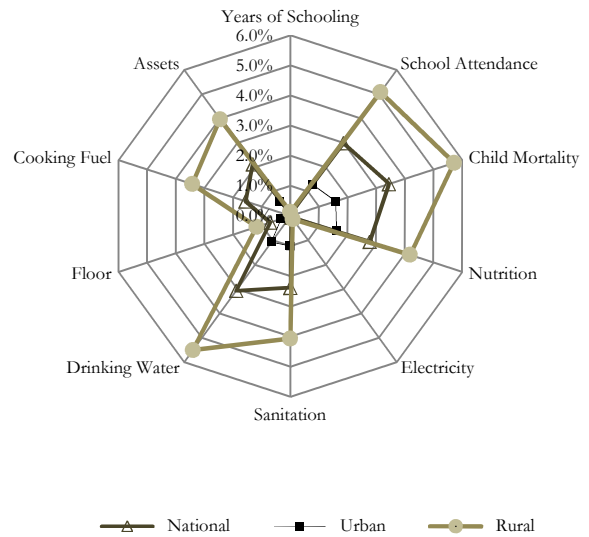 Years of Schooling
6.0%
5.0%
4.0%
3.0%
2.0%
1.0%
0.0%
School Attendance
Child Mortality
Nutrition
Electricity
Sanitation
Drinking Water
Floor
Cooking Fuel
Assets
National Urban Rural